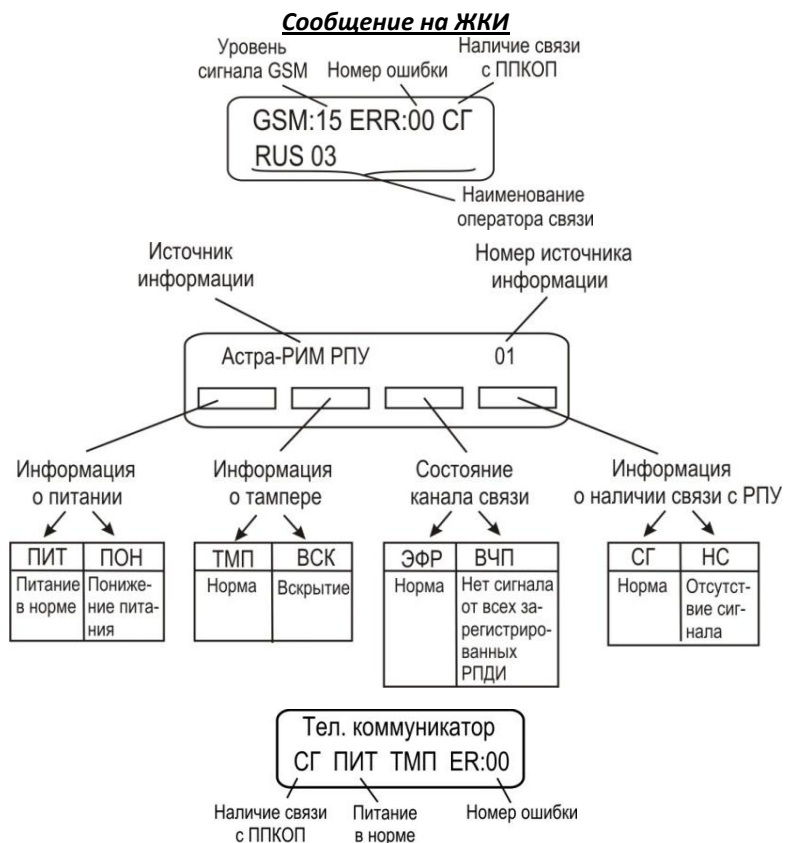 Сообщение на ЖКИ
Уровень
сигнала GSM
Номер ошибки
Наличие связи
с ППКОП
GSM:15 ERR:00 СГ
RUS 03
Наименование
оператора связи
Источник
информации
Номер источника
информации
Астра-РИМ РПУ 01
Информация
о питании
Информация
о тампере
Состояние
канала связи
Информация
о наличии связи с РПУ
ПИТ ПОН
Питание
в норме
Пониже-
ние пита-
ния
ТМП ВСК
Норма
Вскрытие
ЭФР ВЧП
Норма
Нет сигнала
от всех за-
регистриро-
ванных
РПДИ
СГ НС
Норма
Отсутст-
вие сиг-
нала
Тел. коммуникатор
СГ ПИТ ТМП ER:00
Наличие связи
с ППКОП
Питание
в норме
Номер ошибки